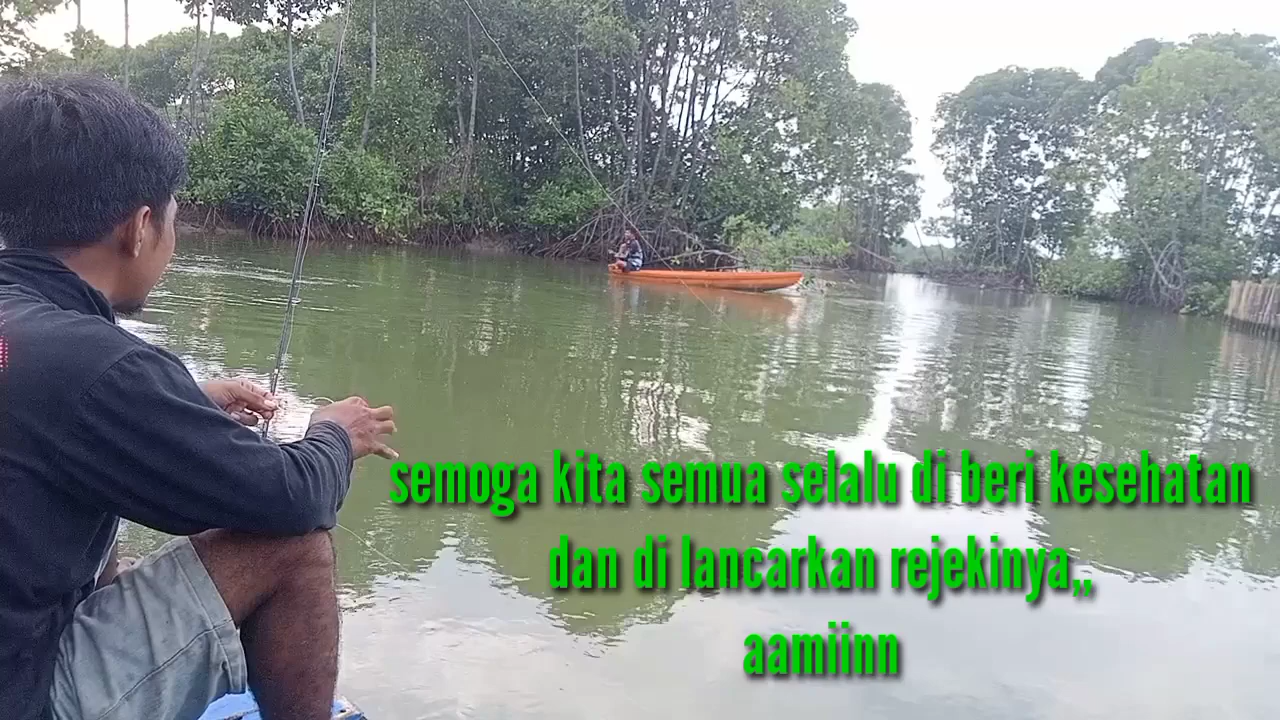 semoga kita semua selalu di beri kesehatan
dan di lancarkan rejekinya,,
aamiinn